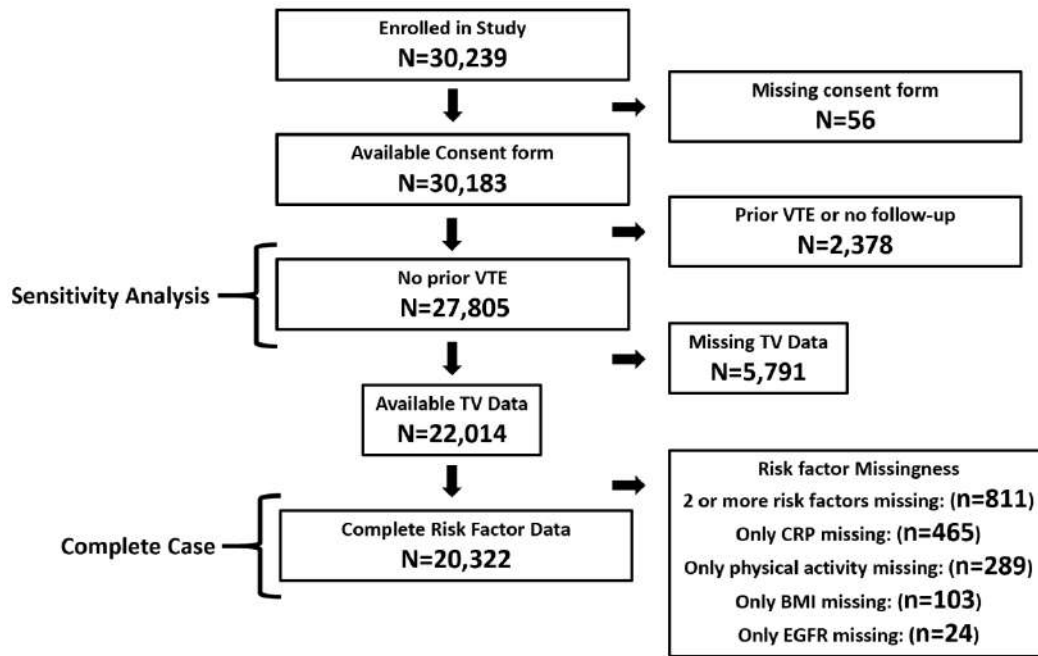 Enrolled in Study
N=30,239
Missing consent form
N=56
Available Consent form
N=30,183
Prior VTE or no follow-up
N=2,378
Sensitivity Analysis
No prior VTE
N=27,805
Missing TV Data
N=5,791
Available TV Data
N=22,014
Risk factor Missingness
2 or more risk factors missing: (n=811)
Only CRP missing: (n=465)
Only physical activity missing: (n=289)
Only BMI missing: (n=103)
Only EGFR missing: (n=24)
Complete Case
Complete Risk Factor Data
N=20,322